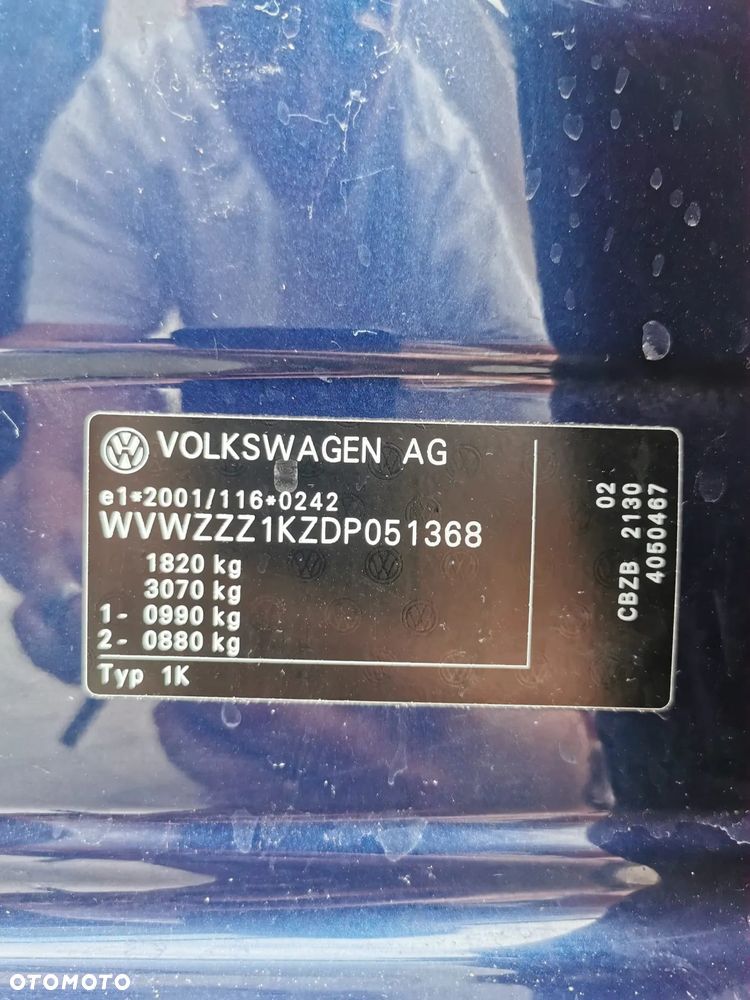 VOLKSWAGEN AG
e1*2001/116*0242
WVWZZZ1KZDP051368
1820 kg
3070 kg
1- 0990 kg
2- 0880 kg
Typ 1K
02
CBZB 2130
4050467
OTOMOTO